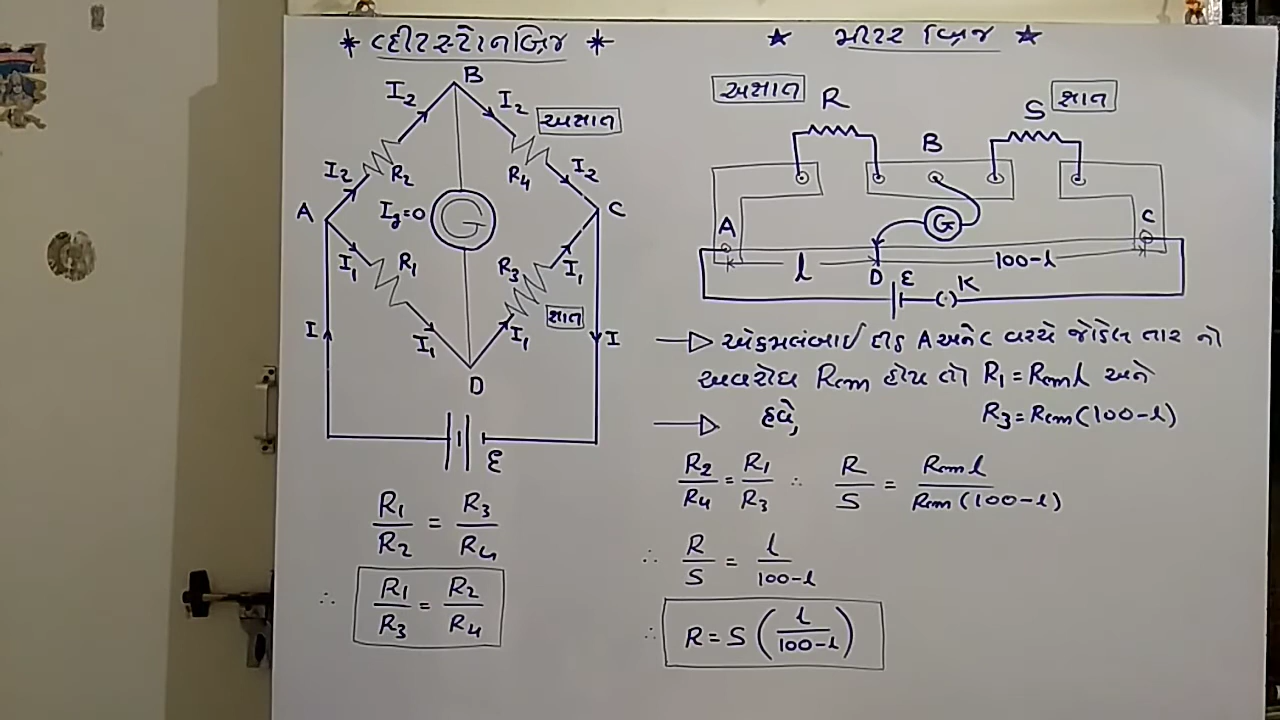 * વ્હીટસ્ટોનબ્રિજ *
B
I2 I2
અજ્ઞાત
I2 R2 R4 I2
A Ig=0 G C
I1 R1 R3 I1
જ્ઞાત
I I1 I1 I
D
ε
R1/R2 = R3/R4
∴ R1/R3 = R2/R4
★ મીટર બ્રિજ ★
અજ્ઞાત R S જ્ઞાત
B
G
A C
l D 100-l
ε K
→ એકમલંબાઈ દીઠ A અને C વચ્ચે જોડેલ તાર નો
અવરોધ Rcm હોય તો R1 = Rcm l અને
R3 = Rcm (100-l)
→ હવે,
R2/R4 = R1/R3 ∴ R/S = Rcm l/Rcm (100-l)
∴ R/S = l/100-l
∴ R = S (l/100-l)